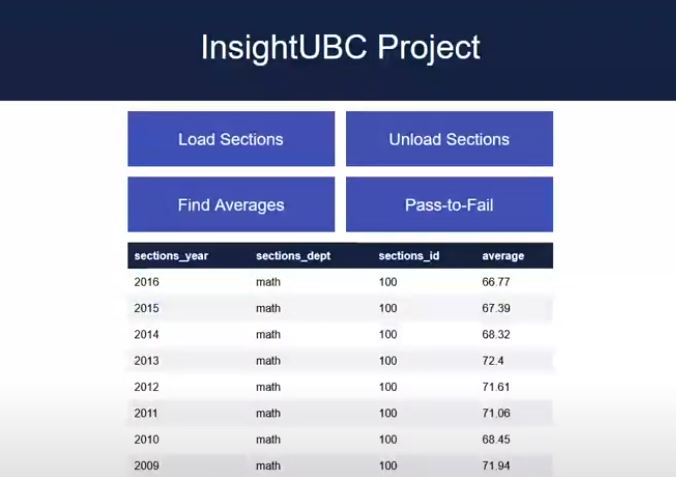 InsightUBC Project
Load Sections Unload Sections
Find Averages Pass-to-Fail
sections_year sections_dept sections_id average
2016 math 100 66.77
2015 math 100 67.39
2014 math 100 68.32
2013 math 100 72.4
2012 math 100 71.61
2011 math 100 71.06
2010 math 100 68.45
2009 math 100 71.94